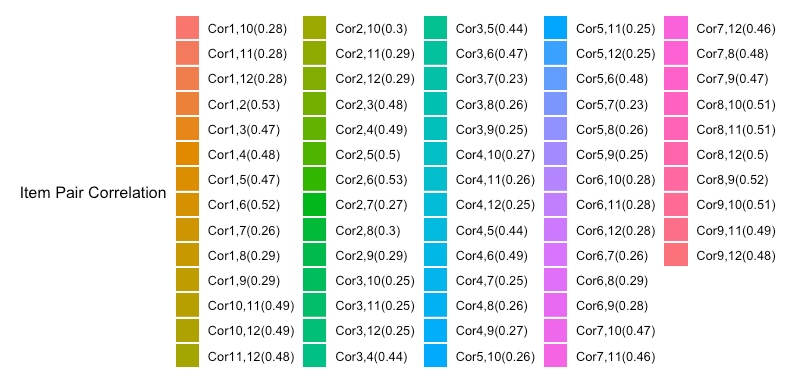 Item Pair Correlation
Cor1,10(0.28)
Cor1,11(0.28)
Cor1,12(0.28)
Cor1,2(0.53)
Cor1,3(0.47)
Cor1,4(0.48)
Cor1,5(0.47)
Cor1,6(0.52)
Cor1,7(0.26)
Cor1,8(0.29)
Cor1,9(0.29)
Cor10,11(0.49)
Cor10,12(0.49)
Cor11,12(0.48)
Cor2,10(0.3)
Cor2,11(0.29)
Cor2,12(0.29)
Cor2,3(0.48)
Cor2,4(0.49)
Cor2,5(0.5)
Cor2,6(0.53)
Cor2,7(0.27)
Cor2,8(0.3)
Cor2,9(0.29)
Cor3,10(0.25)
Cor3,11(0.25)
Cor3,12(0.25)
Cor3,4(0.44)
Cor3,5(0.44)
Cor3,6(0.47)
Cor3,7(0.23)
Cor3,8(0.26)
Cor3,9(0.25)
Cor4,10(0.27)
Cor4,11(0.26)
Cor4,12(0.25)
Cor4,5(0.44)
Cor4,6(0.49)
Cor4,7(0.25)
Cor4,8(0.26)
Cor4,9(0.27)
Cor5,10(0.26)
Cor5,11(0.25)
Cor5,12(0.25)
Cor5,6(0.48)
Cor5,7(0.23)
Cor5,8(0.26)
Cor5,9(0.25)
Cor6,10(0.28)
Cor6,11(0.28)
Cor6,12(0.28)
Cor6,7(0.26)
Cor6,8(0.29)
Cor6,9(0.28)
Cor7,10(0.47)
Cor7,11(0.46)
Cor7,12(0.46)
Cor7,8(0.48)
Cor7,9(0.47)
Cor8,10(0.51)
Cor8,11(0.51)
Cor8,12(0.5)
Cor8,9(0.52)
Cor9,10(0.51)
Cor9,11(0.49)
Cor9,12(0.48)